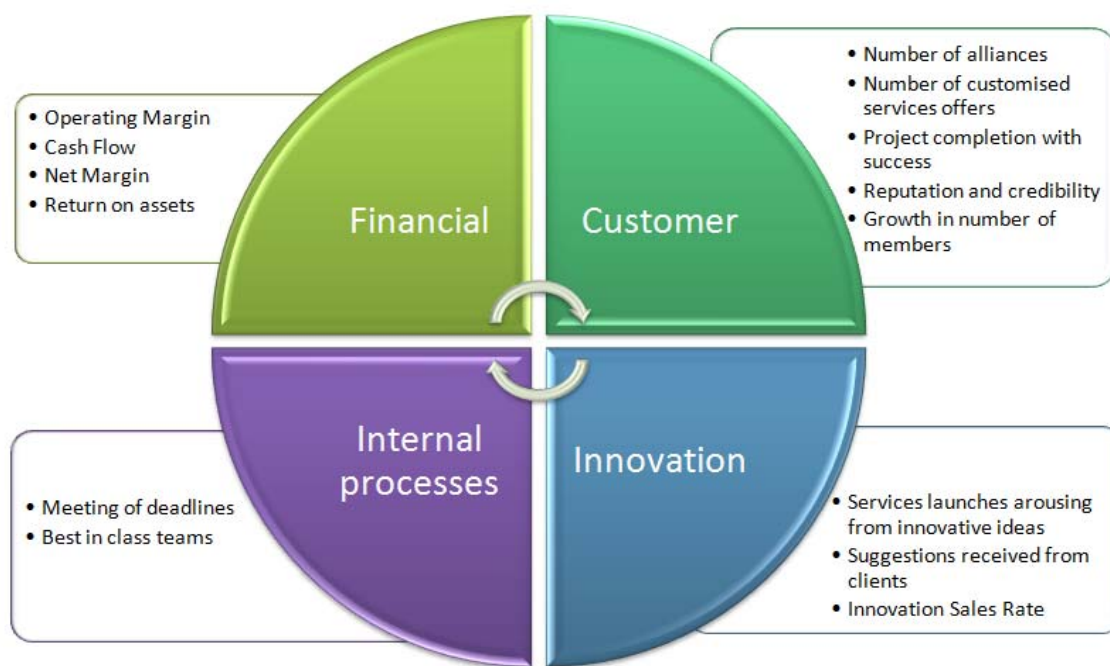 • Operating Margin
• Cash Flow
• Net Margin
• Return on assets
Financial
Customer
• Number of alliances
• Number of customised
services offers
• Project completion with
success
• Reputation and credibility
• Growth in number of
members
• Meeting of deadlines
• Best in class teams
Internal
processes
Innovation
• Services launches arousing
from innovative ideas
• Suggestions received from
clients
• Innovation Sales Rate